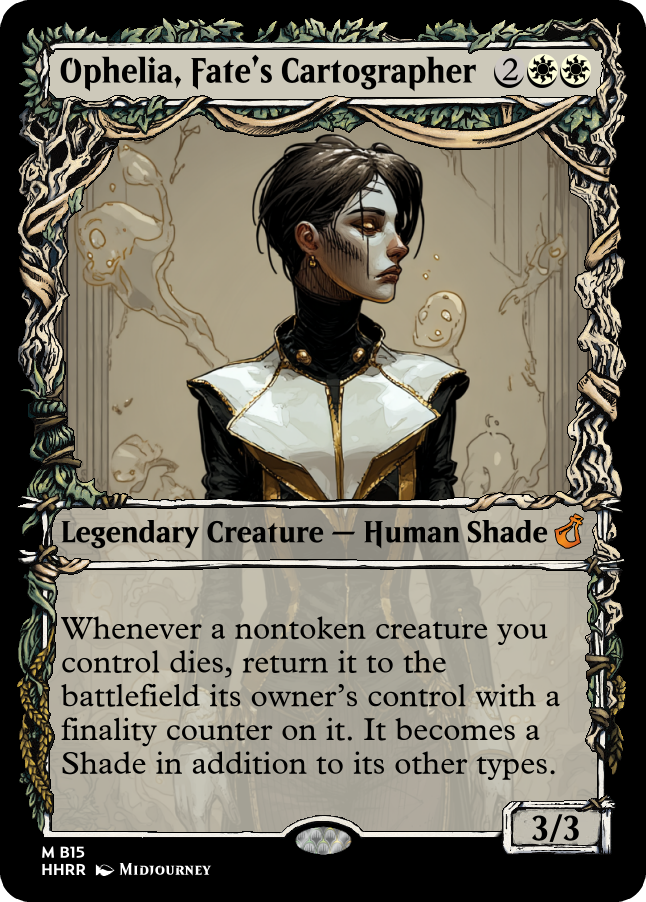 Ophelia, Fate's Cartographer 2
Legendary Creature — Human Shade
Whenever a nontoken creature you
control dies, return it to the
battlefield its owner's control with a
finality counter on it. It becomes a
Shade in addition to its other types.
3/3
M B15
HHRR Midjourney